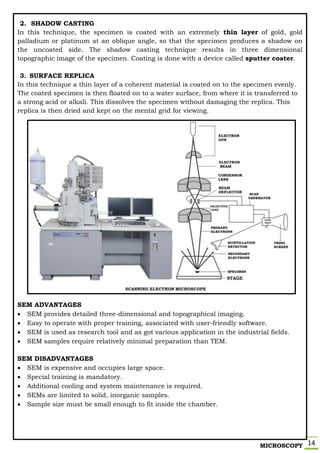 2. SHADOW CASTING
In this technique, the specimen is coated with an extremely thin layer of gold, gold
palladium or platinum at an oblique angle, so that the specimen produces a shadow on
the uncoated side. The shadow casting technique results in three dimensional
topographic image of the specimen. Coating is done with a device called sputter coater.
3. SURFACE REPLICA
In this technique a thin layer of a coherent material is coated on to the specimen evenly.
The coated specimen is then floated on to a water surface, from where it is transferred to
a strong acid or alkali. This dissolves the specimen without damaging the replica. This
replica is then dried and kept on the mental grid for viewing.
ELECTRON
GUN
ELECTRON
BEAM
CONDENSOR
LENS
BEAM
DEFLECTOR
SCAN
GENERATOR
OBJECTIVE
LENS
PRIMARY
ELECTRONS
SCINTILLATION
DETECTOR
VIDEO
SCREEN
SECONDARY
ELECTRONS
SPECIMEN
STAGE
SCANNING ELECTRON MICROSCOPE
SEM ADVANTAGES
• SEM provides detailed three-dimensional and topographical imaging.
• Easy to operate with proper training, associated with user-friendly software.
• SEM is used as research tool and as got various application in the industrial fields.
• SEM samples require relatively minimal preparation than TEM.
SEM DISADVANTAGES
• SEM is expensive and occupies large space.
• Special training is mandatory.
• Additional cooling and system maintenance is required.
• SEMs are limited to solid, inorganic samples.
• Sample size must be small enough to fit inside the chamber.
MICROSCOPY 14